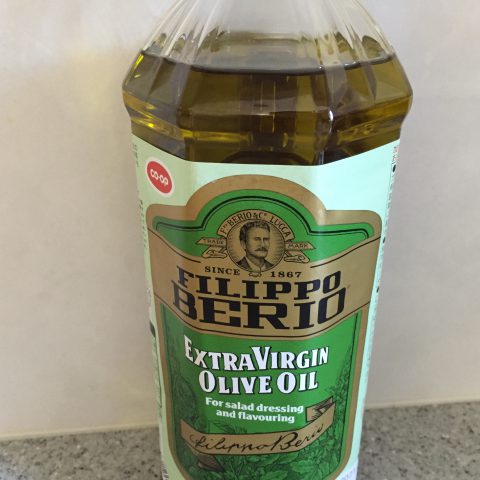 CO-OP
F. BERIO & C. LUCCA
TRADE MARK
SINCE 1867
FILIPPO
BERIO
EXTRA VIRGIN
OLIVE OIL
For salad dressing
and flavouring
Filippo Berio